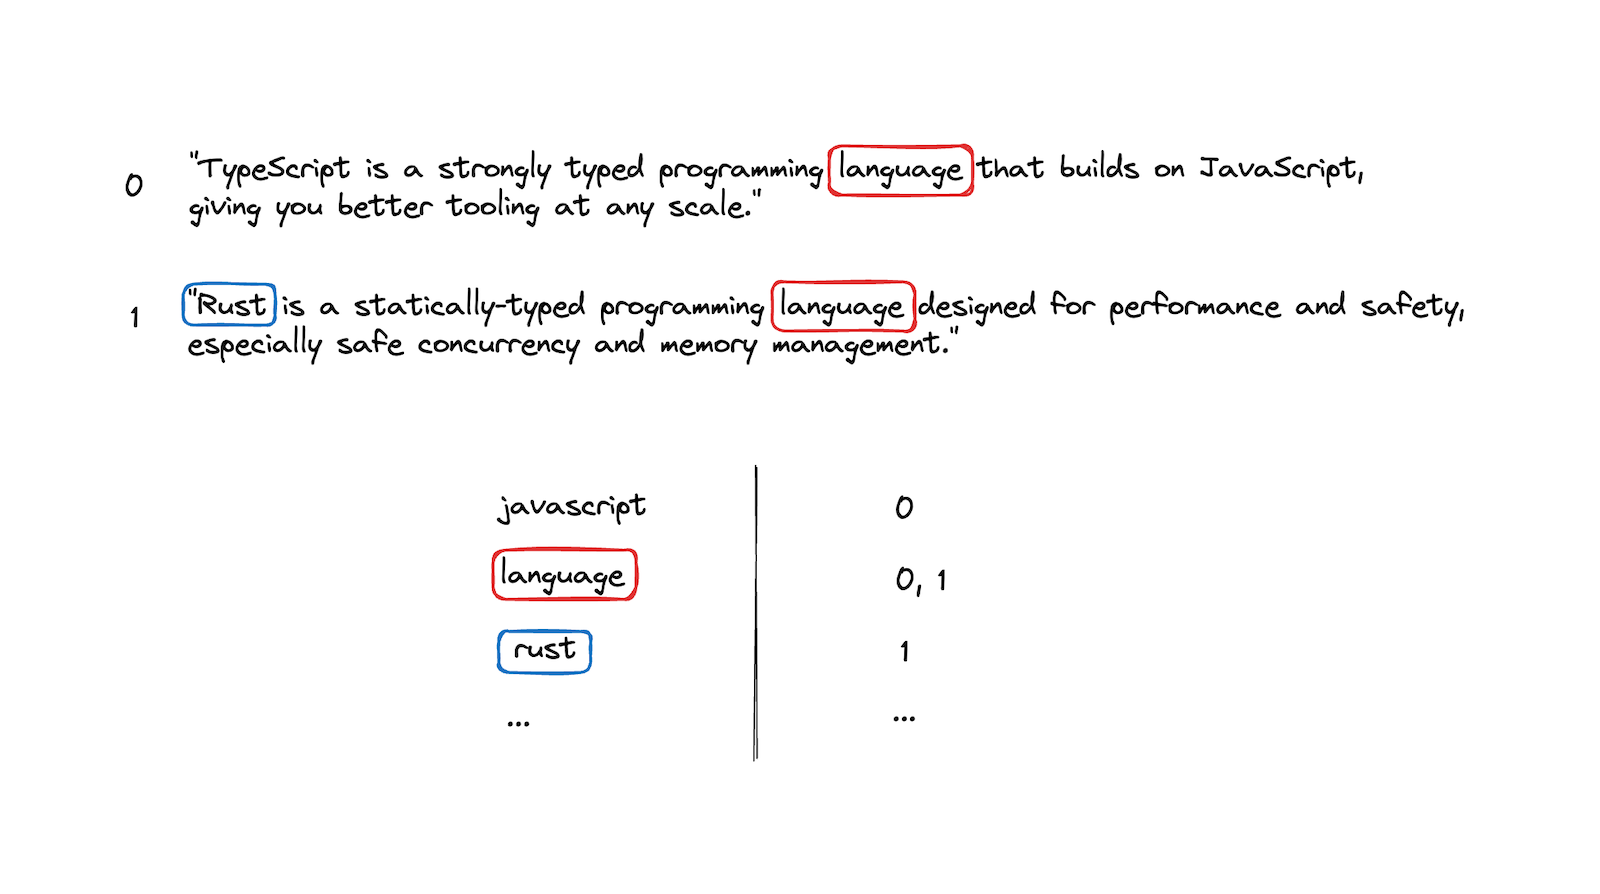 0
"TypeScript is a strongly typed programming language that builds on JavaScript,
giving you better tooling at any scale."
1
"Rust is a statically-typed programming language designed for performance and safety,
especially safe concurrency and memory management."
javascript 0
language 0, 1
rust 1
... ...